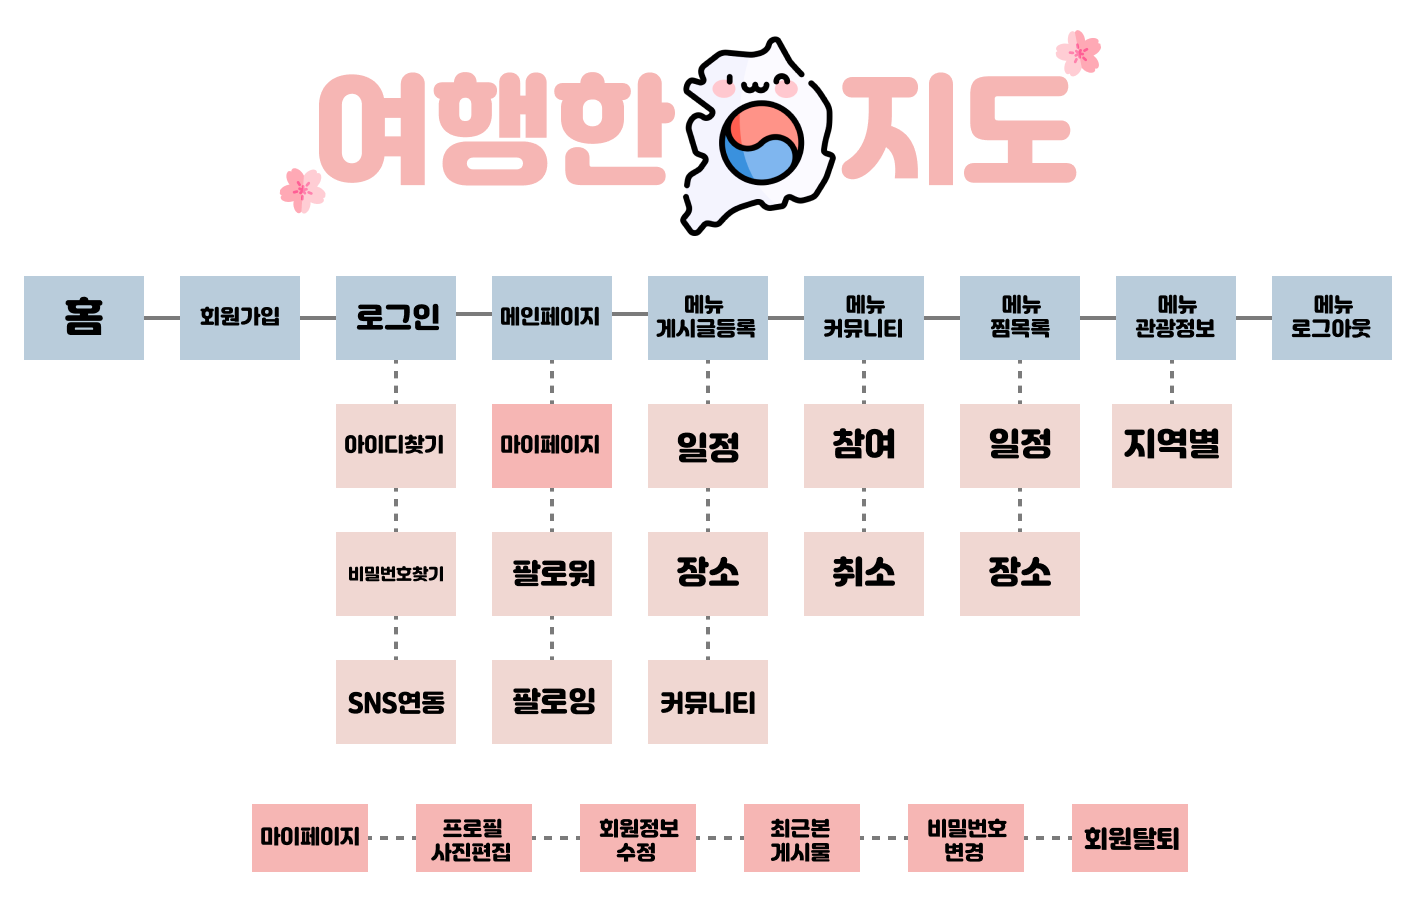 여행한 지도
홈
회원가입
로그인
메인페이지
메뉴
게시글등록
메뉴
커뮤니티
메뉴
찜목록
메뉴
관광정보
메뉴
로그아웃
아이디찾기
마이페이지
일정
참여
일정
지역별
비밀번호찾기
팔로워
장소
취소
장소
SNS연동
팔로잉
커뮤니티
마이페이지
프로필
사진편집
회원정보
수정
최근본
게시물
비밀번호
변경
회원탈퇴